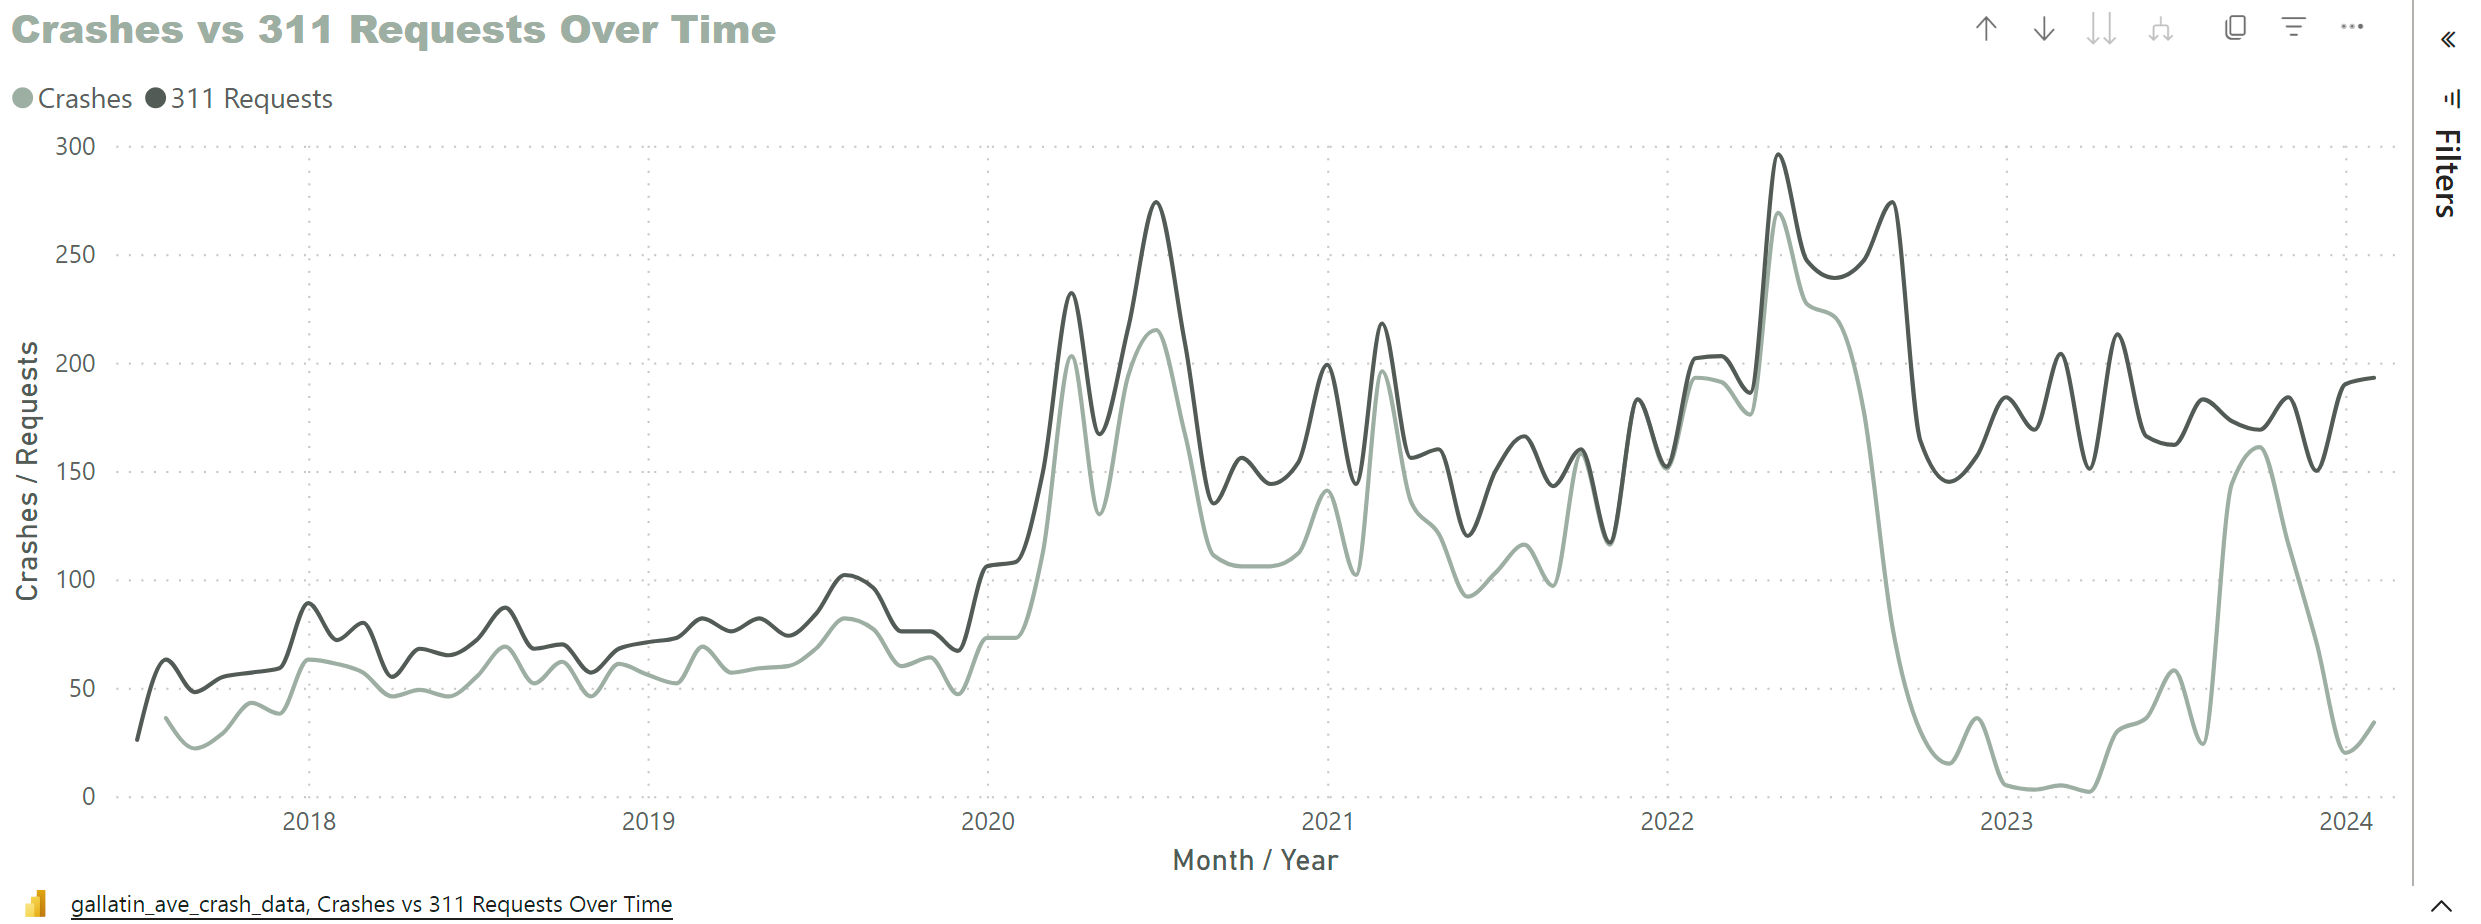 Crashes vs 311 Requests Over Time
Crashes 311 Requests
300
250
200
150
100
50
0
Crashes / Requests
2018 2019 2020 2021 2022 2023 2024
Month / Year
Filters
gallatin_ave_crash_data, Crashes vs 311 Requests Over Time